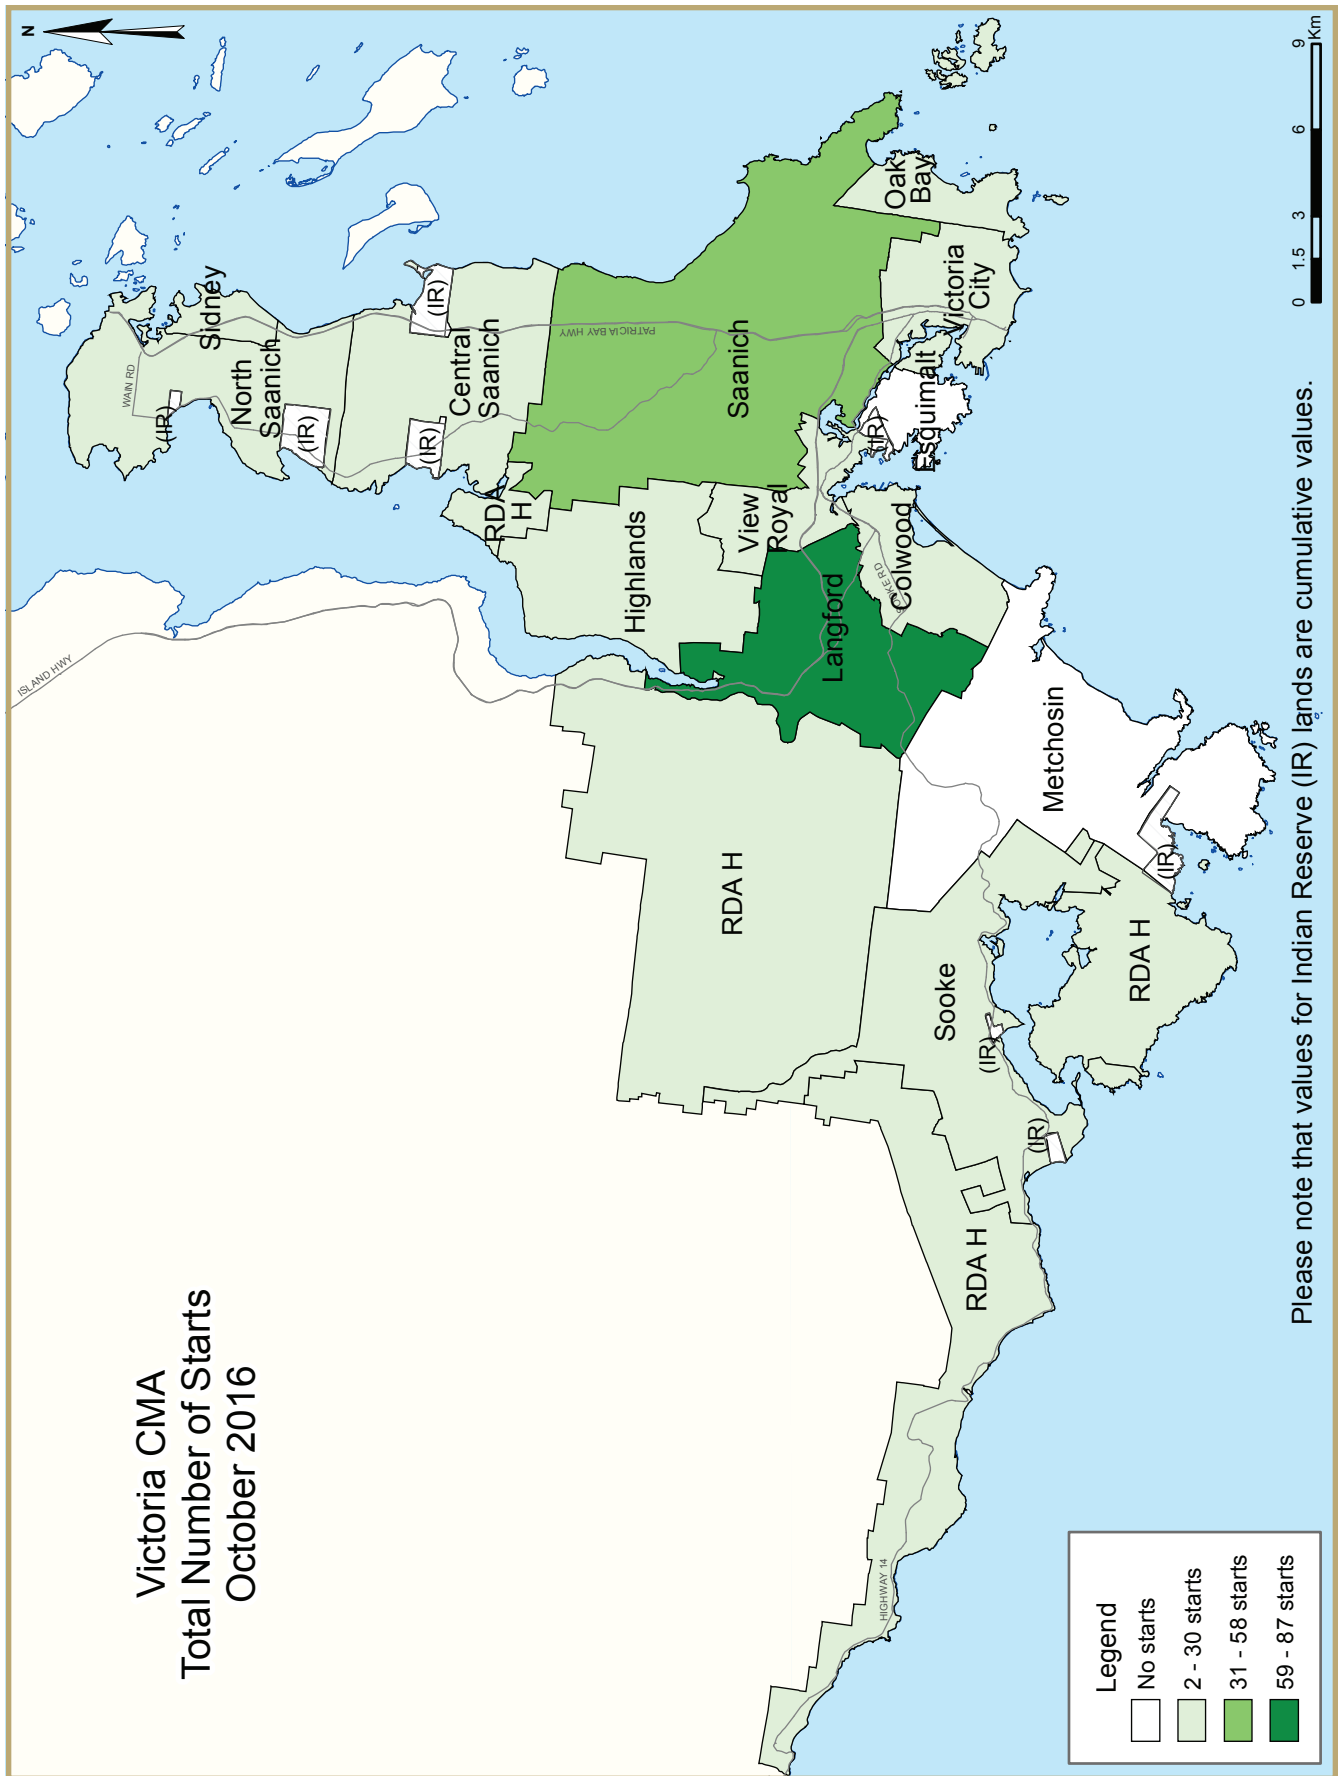 Victoria CMA
Total Number of Starts
October 2016
N
ISLAND HWY
WAIN RD
(IR)
North
Saanich
Sidney
(IR)
(IR)
Central
Saanich
(IR)
RDA
H
PATRICIA BAY HWY
Saanich
Highlands
View
Royal
Oak
Bay
Victoria
City
Esquimalt
(IR)
Langford
Colwood
RDA H
Metchosin
(IR)
Sooke
(IR)
RDA H
(IR)
RDA H
HIGHWAY 14
Legend
No starts
2 - 30 starts
31 - 58 starts
59 - 87 starts
0 1.5 3 6 9
Km
Please note that values for Indian Reserve (IR) lands are cumulative values.